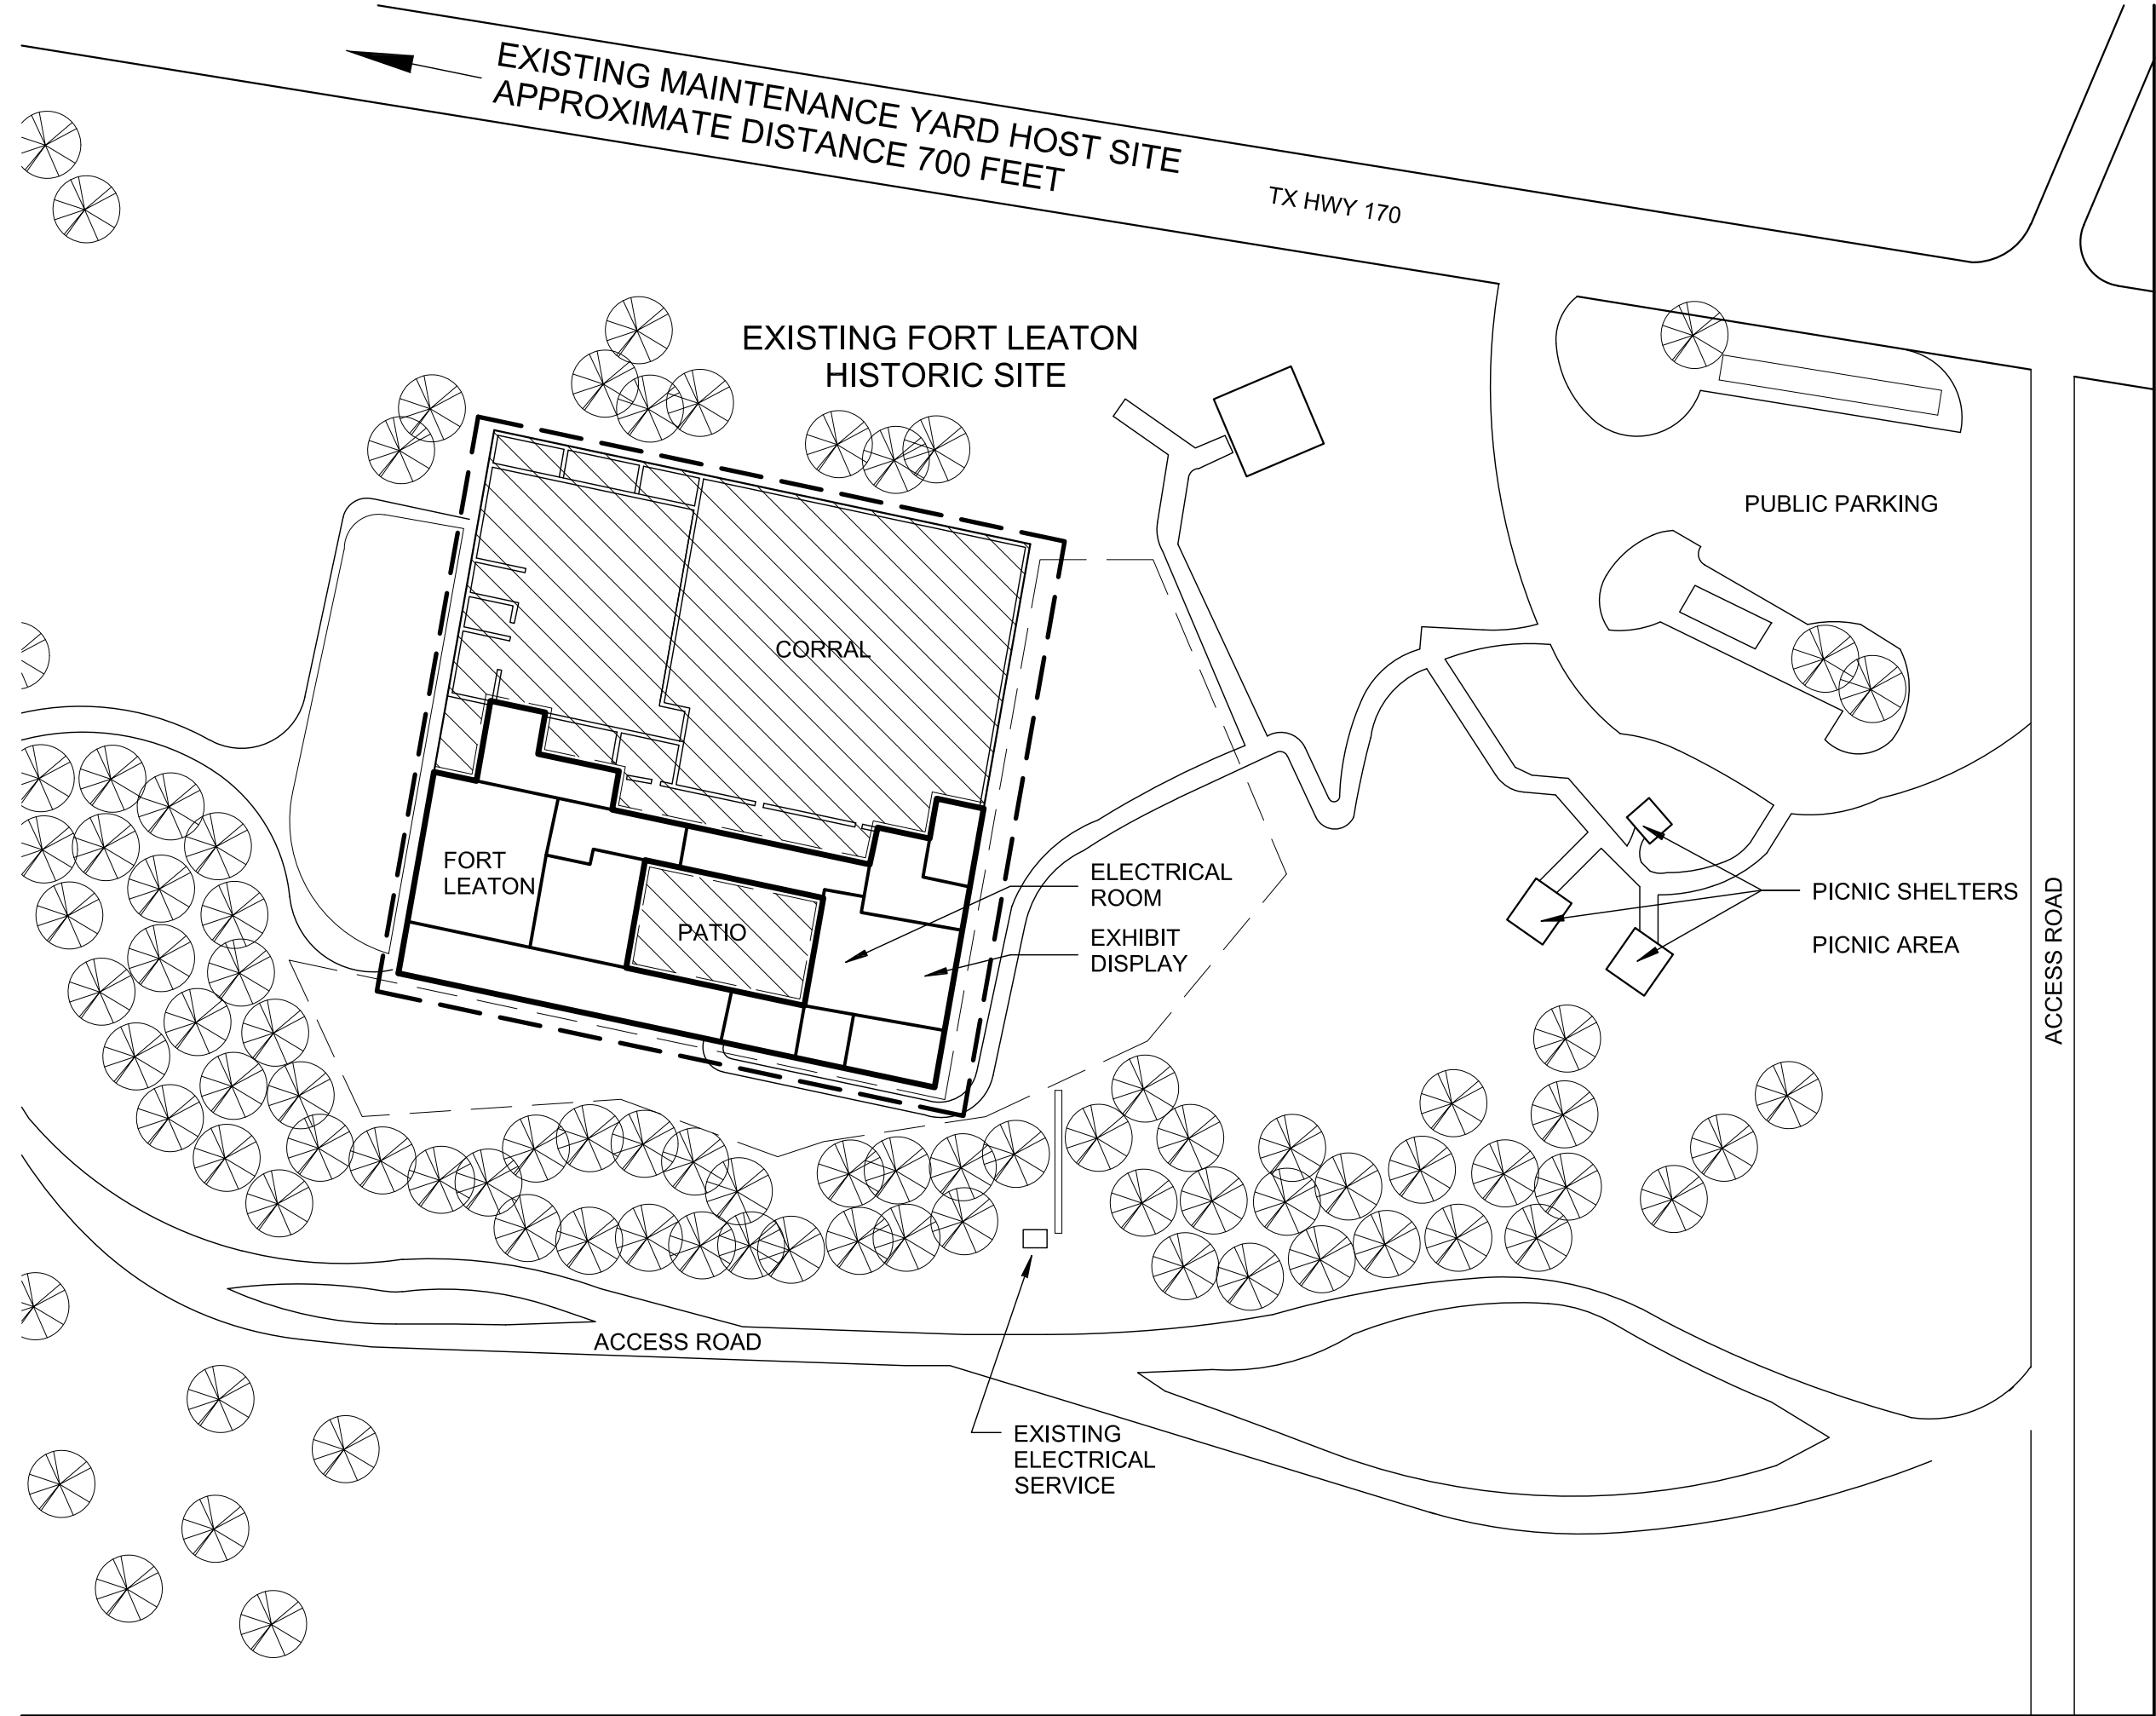 EXISTING MAINTENANCE YARD HOST SITE
APPROXIMATE DISTANCE 700 FEET
TX HWY 170
EXISTING FORT LEATON
HISTORIC SITE
PUBLIC PARKING
CORRAL
FORT
LEATON
PATIO
ELECTRICAL
ROOM
EXHIBIT
DISPLAY
PICNIC SHELTERS
PICNIC AREA
ACCESS ROAD
ACCESS ROAD
EXISTING
ELECTRICAL
SERVICE